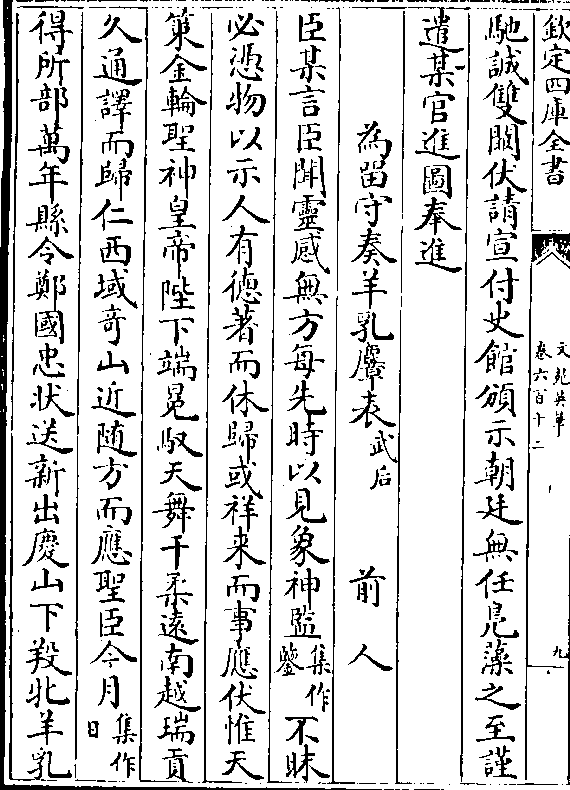 欽定四庫全書
文苑英華
卷六百十二
九
馳誠雙闕伏請宣付史館頒示朝廷無任鳬藻之至謹
遣某官進圖奉進
為留守奏羊乳麞表武后 前人
臣某言臣聞靈感無方每先時以見象神監集作鑒不昧
必憑物以示人有德著而休歸或祥来而事應伏惟天
策金輪聖神皇帝陛下端冕馭天舞干柔遠南越瑞貢
久通譯而歸仁西域奇山近随方而應聖臣今月集作日
得所部萬年縣令鄭國忠状送新出慶山下羖牝羊乳